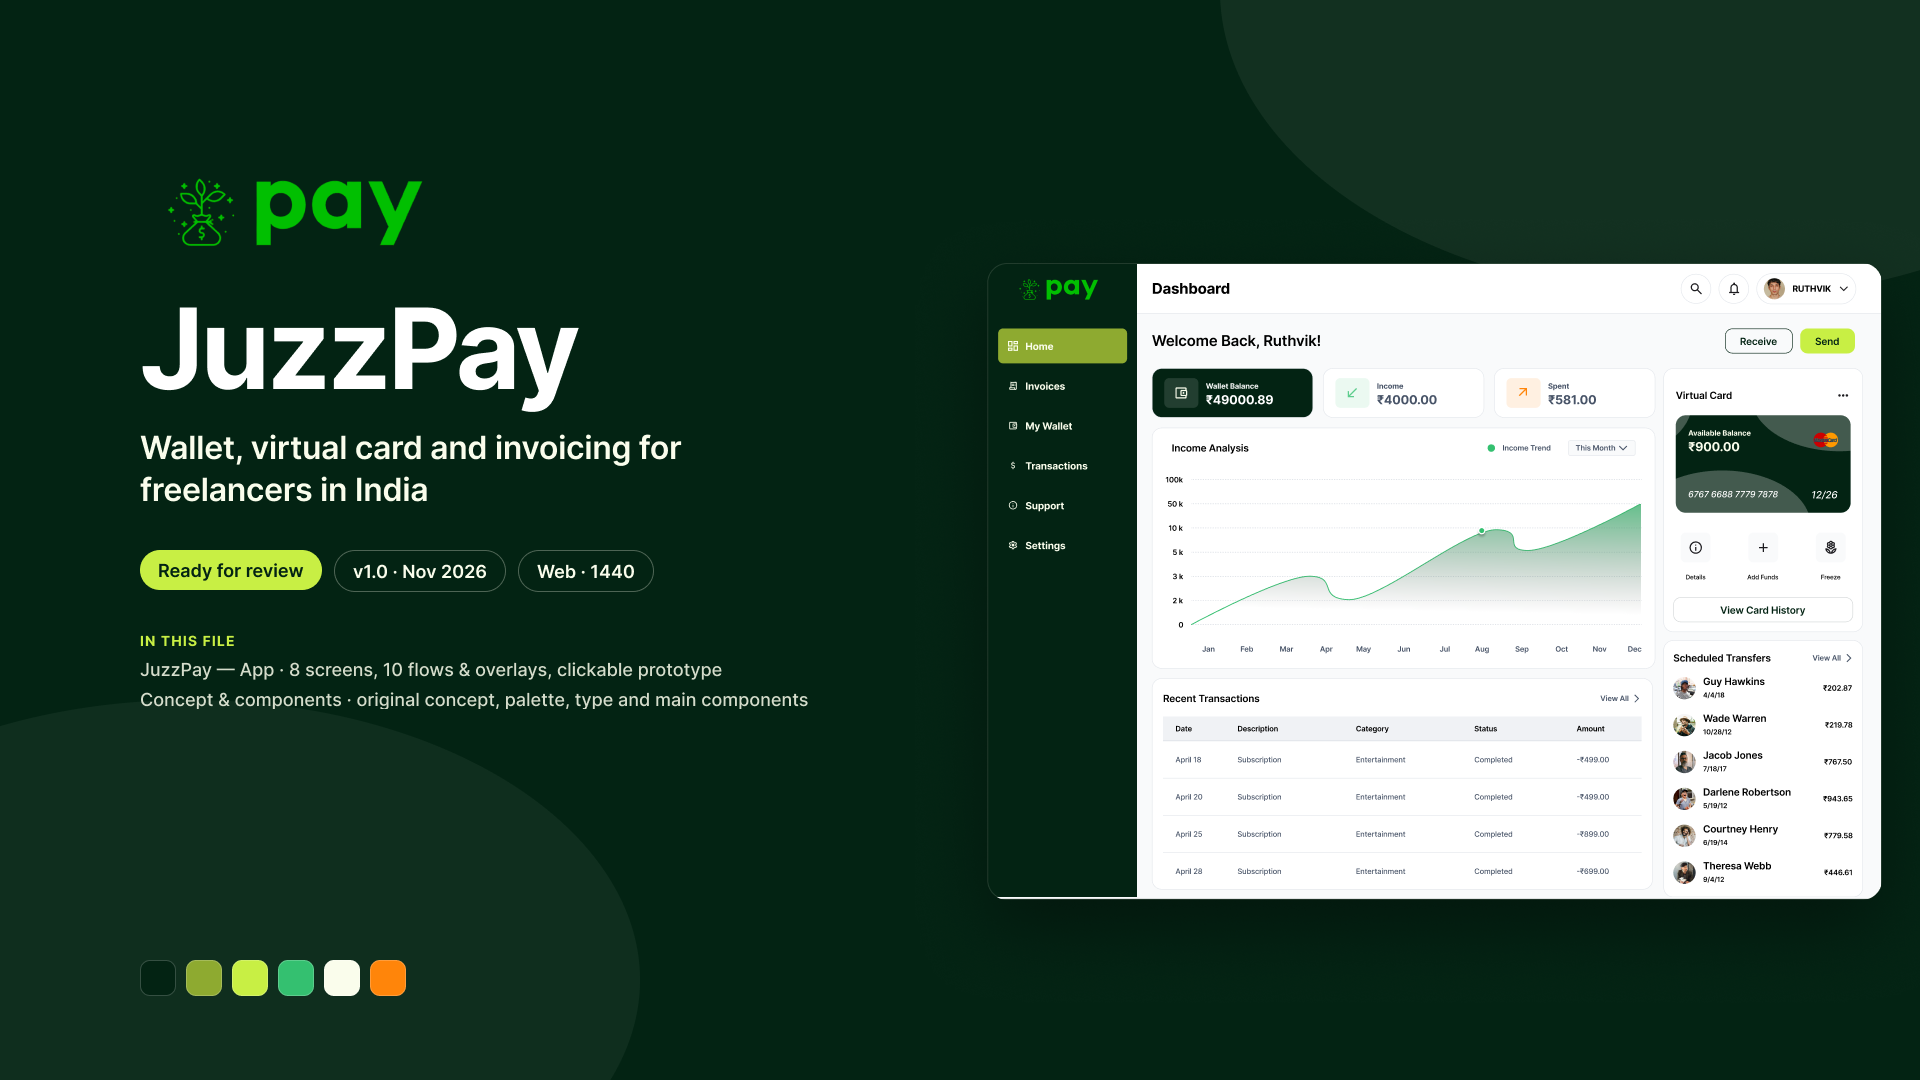 pay
JuzzPay
Wallet, virtual card and invoicing for
freelancers in India
Ready for review
v1.0 · Nov 2026
Web · 1440
IN THIS FILE
JuzzPay — App · 8 screens, 10 flows & overlays, clickable prototype
Concept & components · original concept, palette, type and main components
pay
Home
Invoices
My Wallet
Transactions
Support
Settings
Dashboard
RUTHVIK
Welcome Back, Ruthvik!
Receive
Send
Wallet Balance
₹49000.89
Income
₹4000.00
Spent
₹581.00
Income Analysis
Income Trend
This Month
100k
50 k
10 k
5 k
3 k
2 k
0
Jan Feb Mar Apr May Jun Jul Aug Sep Oct Nov Dec
Recent Transactions
View All
Date Description Category Status Amount
April 18 Subscription Entertainment Completed -₹499.00
April 20 Subscription Entertainment Completed -₹499.00
April 25 Subscription Entertainment Completed -₹899.00
April 28 Subscription Entertainment Completed -₹699.00
Virtual Card
Available Balance
₹900.00
6767 6688 7779 7878 12/26
Details
Add Funds
Freeze
View Card History
Scheduled Transfers
View All
Guy Hawkins
4/4/18
₹202.87
Wade Warren
10/28/12
₹219.78
Jacob Jones
7/18/17
₹767.50
Darlene Robertson
5/19/12
₹943.65
Courtney Henry
6/19/14
₹779.58
Theresa Webb
9/4/12
₹446.61